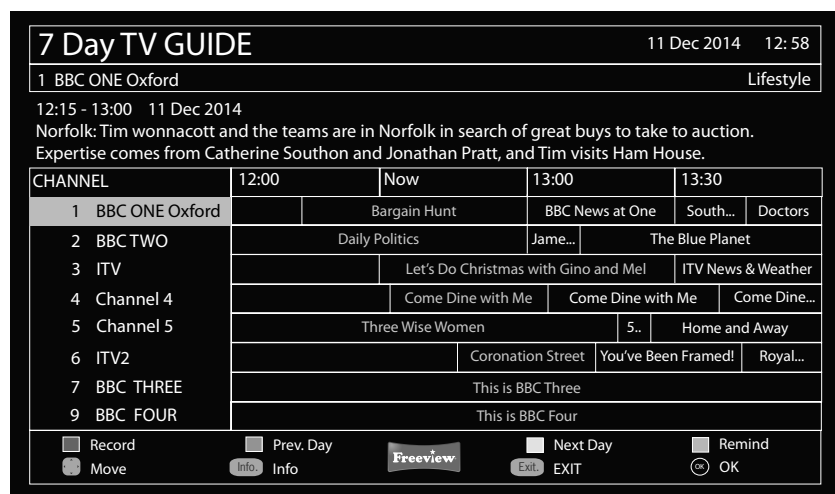 7 Day TV GUIDE 11 Dec 2014 12: 58
1 BBC ONE Oxford Lifestyle
12:15 - 13:00 11 Dec 2014
Norfolk: Tim wonnacott and the teams are in Norfolk in search of great buys to take to auction.
Expertise comes from Catherine Southon and Jonathan Pratt, and Tim visits Ham House.
CHANNEL 12:00 Now 13:00 13:30
1 BBC ONE Oxford Bargain Hunt BBC News at One South... Doctors
2 BBC TWO Daily Politics Jame... The Blue Planet
3 ITV Let's Do Christmas with Gino and Mel ITV News & Weather
4 Channel 4 Come Dine with Me Come Dine with Me Come Dine...
5 Channel 5 Three Wise Women 5.. Home and Away
6 ITV2 Coronation Street You've Been Framed! Royal...
7 BBC THREE This is BBC Three
9 BBC FOUR This is BBC Four
Record Prev. Day Freeview Next Day Remind
Move Info. Info Exit. EXIT OK OK